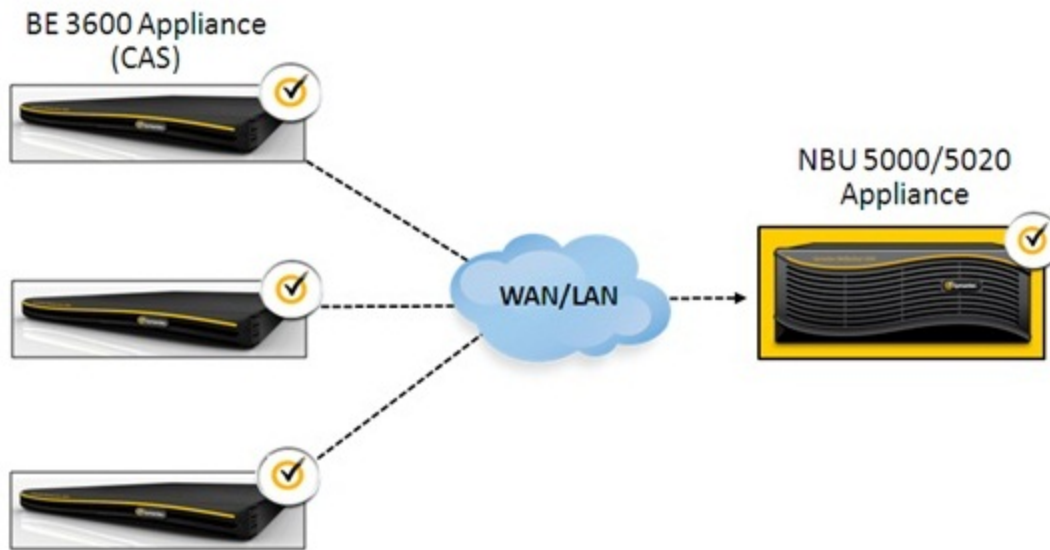 BE 3600 Appliance
(CAS)
NBU 5000/5020
Appliance
WAN/LAN